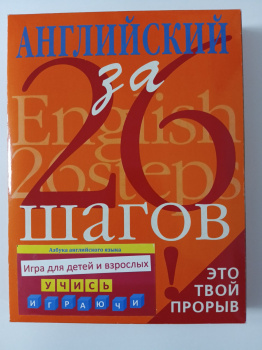 АНГЛИЙСКИЙ
за
26
English
26steps
шагов
Азбука английского языка
Игра для детей и взрослых
УЧИСЬ
ИГРАЮЧИ
!
ЭТО
ТВОЙ
ПРОРЫВ